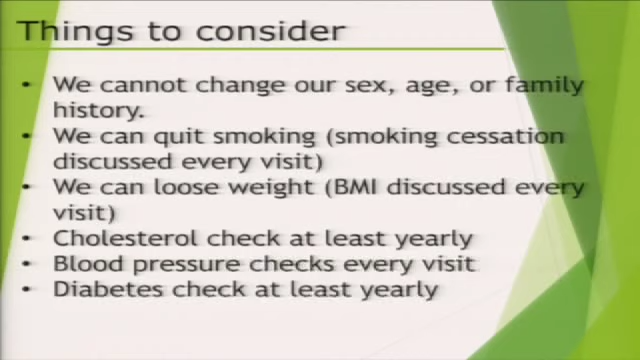 Things to consider
• We cannot change our sex, age, or family
history.
• We can quit smoking (smoking cessation
discussed every visit)
• We can loose weight (BMI discussed every
visit)
• Cholesterol check at least yearly
• Blood pressure checks every visit
• Diabetes check at least yearly